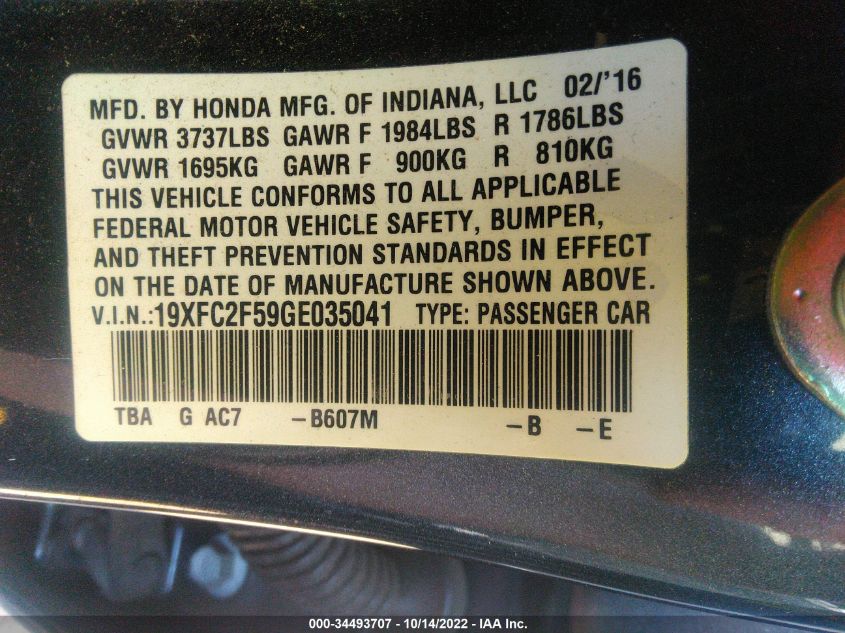 MFD. BY HONDA MFG. OF INDIANA, LLC 02/'16
GVWR 3737LBS GAWR F 1984LBS R 1786LBS
GVWR 1695KG GAWR F 900KG R 810KG
THIS VEHICLE CONFORMS TO ALL APPLICABLE
FEDERAL MOTOR VEHICLE SAFETY, BUMPER,
AND THEFT PREVENTION STANDARDS IN EFFECT
ON THE DATE OF MANUFACTURE SHOWN ABOVE.
V.I.N.:19XFC2F59GE035041 TYPE: PASSENGER CAR
TBA G AC7 –B607M –B –E
000-34493707 - 10/14/2022 - IAA Inc.